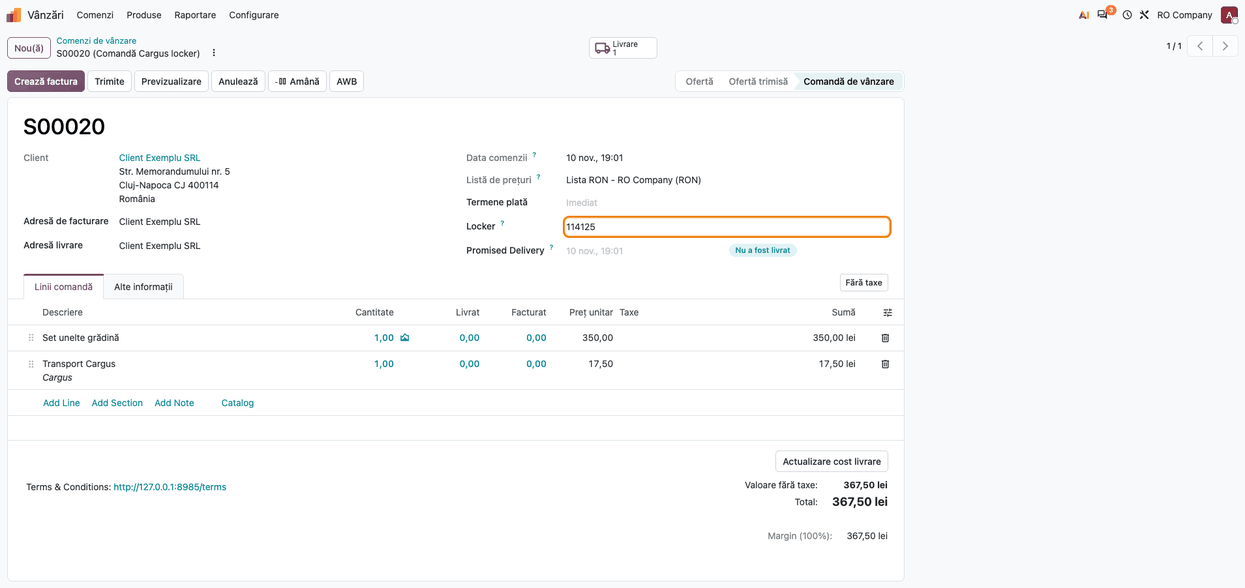 Vânzări Comenzi Produse Raportare Configurare AI 3 RO Company A
Nou(ă) Comenzi de vânzare
S00020 (Comandă Cargus locker)
Livrare
1
1 / 1
Crează factura Trimite Previzualizare Anulează Amână AWB
Ofertă Ofertă trimisă Comandă de vânzare
S00020
Client Client Exemplu SRL
Str. Memorandumului nr. 5
Cluj-Napoca CJ 400114
România
Adresă de facturare Client Exemplu SRL
Adresă livrare Client Exemplu SRL
Data comenzii ? 10 nov., 19:01
Listă de prețuri ? Lista RON - RO Company (RON)
Termene plată Imediat
Locker ? 114125
Promised Delivery ? 10 nov., 19:01 Nu a fost livrat
Linii comandă Alte informații Fără taxe
Descriere Cantitate Livrat Facturat Preț unitar Taxe Sumă
Set unelte grădină 1,00 0,00 0,00 350,00 350,00 lei
Transport Cargus 1,00 0,00 0,00 17,50 17,50 lei
Cargus
Add Line Add Section Add Note Catalog
Actualizare cost livrare
Terms & Conditions: http://127.0.0.1:8985/terms
Valoare fără taxe: 367,50 lei
Total: 367,50 lei
Margin (100%): 367,50 lei